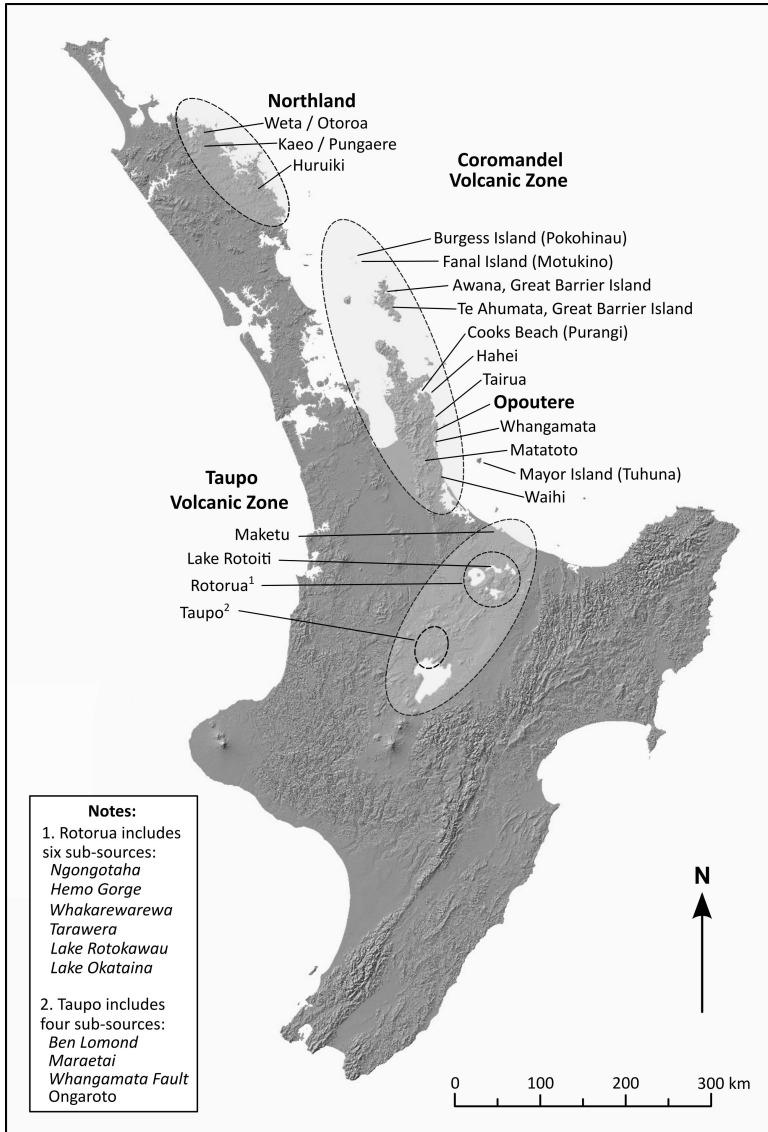 Northland
Weta / Otoroa
Kaeo / Pungaere
Huruiki
Coromandel
Volcanic Zone
Burgess Island (Pokohinau)
Fanal Island (Motukino)
Awana, Great Barrier Island
Te Ahumata, Great Barrier Island
Cooks Beach (Purangi)
Hahei
Tairua
Opoutere
Whangamata
Matatoto
Mayor Island (Tuhuna)
Waihi
Taupo
Volcanic Zone
Maketu
Lake Rotoiti
Rotorua1
Taupo2
Notes:
1. Rotorua includes
six sub-sources:
Ngongotaha
Hemo Gorge
Whakarewarewa
Tarawera
Lake Rotokawau
Lake Okataina
2. Taupo includes
four sub-sources:
Ben Lomond
Maraetai
Whangamata Fault
Ongaroto
N
0 100 200 300 km